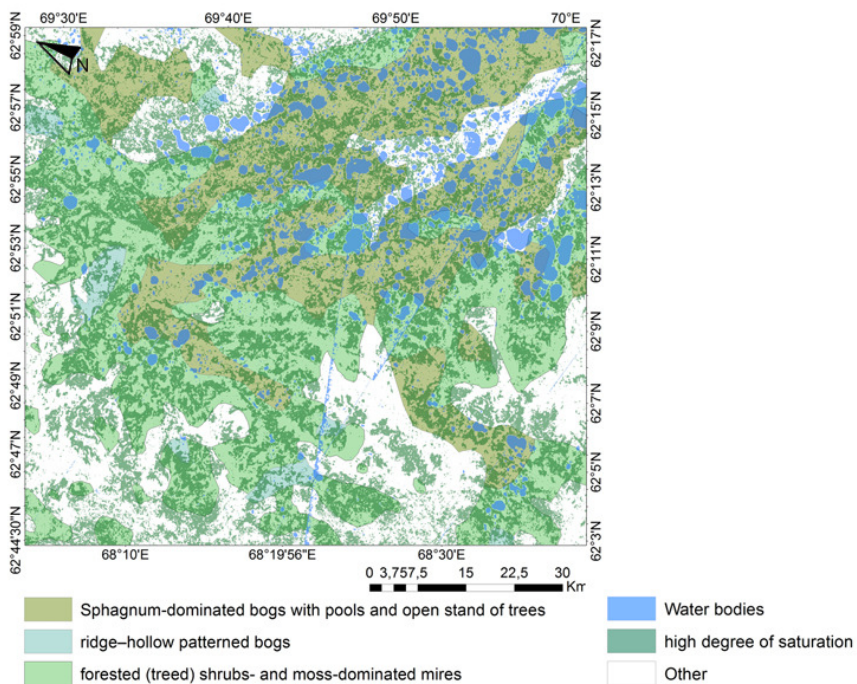 69°30'E 69°40'E 69°50'E 70°0'E
62°59'N
62°57'N
62°55'N
62°53'N
62°51'N
62°49'N
62°47'N
62°44'30"N
N
62°17'N
62°15'N
62°13'N
62°11'N
62°9'N
62°7'N
62°5'N
62°3'N
68°10'E 68°19'56"E 68°30'E
0 3,757,5 15 22,5 30
Km
Sphagnum-dominated bogs with pools and open stand of trees
ridge–hollow patterned bogs
forested (treed) shrubs- and moss-dominated mires
Water bodies
high degree of saturation
Other